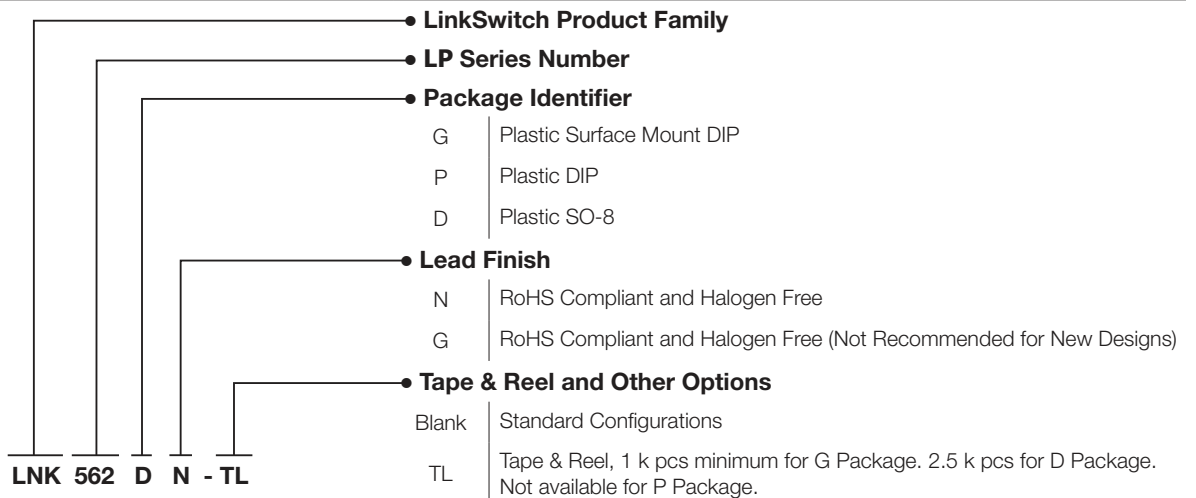 • LinkSwitch Product Family
• LP Series Number
• Package Identifier
G Plastic Surface Mount DIP
P Plastic DIP
D Plastic SO-8
• Lead Finish
N RoHS Compliant and Halogen Free
G RoHS Compliant and Halogen Free (Not Recommended for New Designs)
• Tape & Reel and Other Options
Blank Standard Configurations
TL Tape & Reel, 1 k pcs minimum for G Package. 2.5 k pcs for D Package.
Not available for P Package.
LNK 562 D N - TL